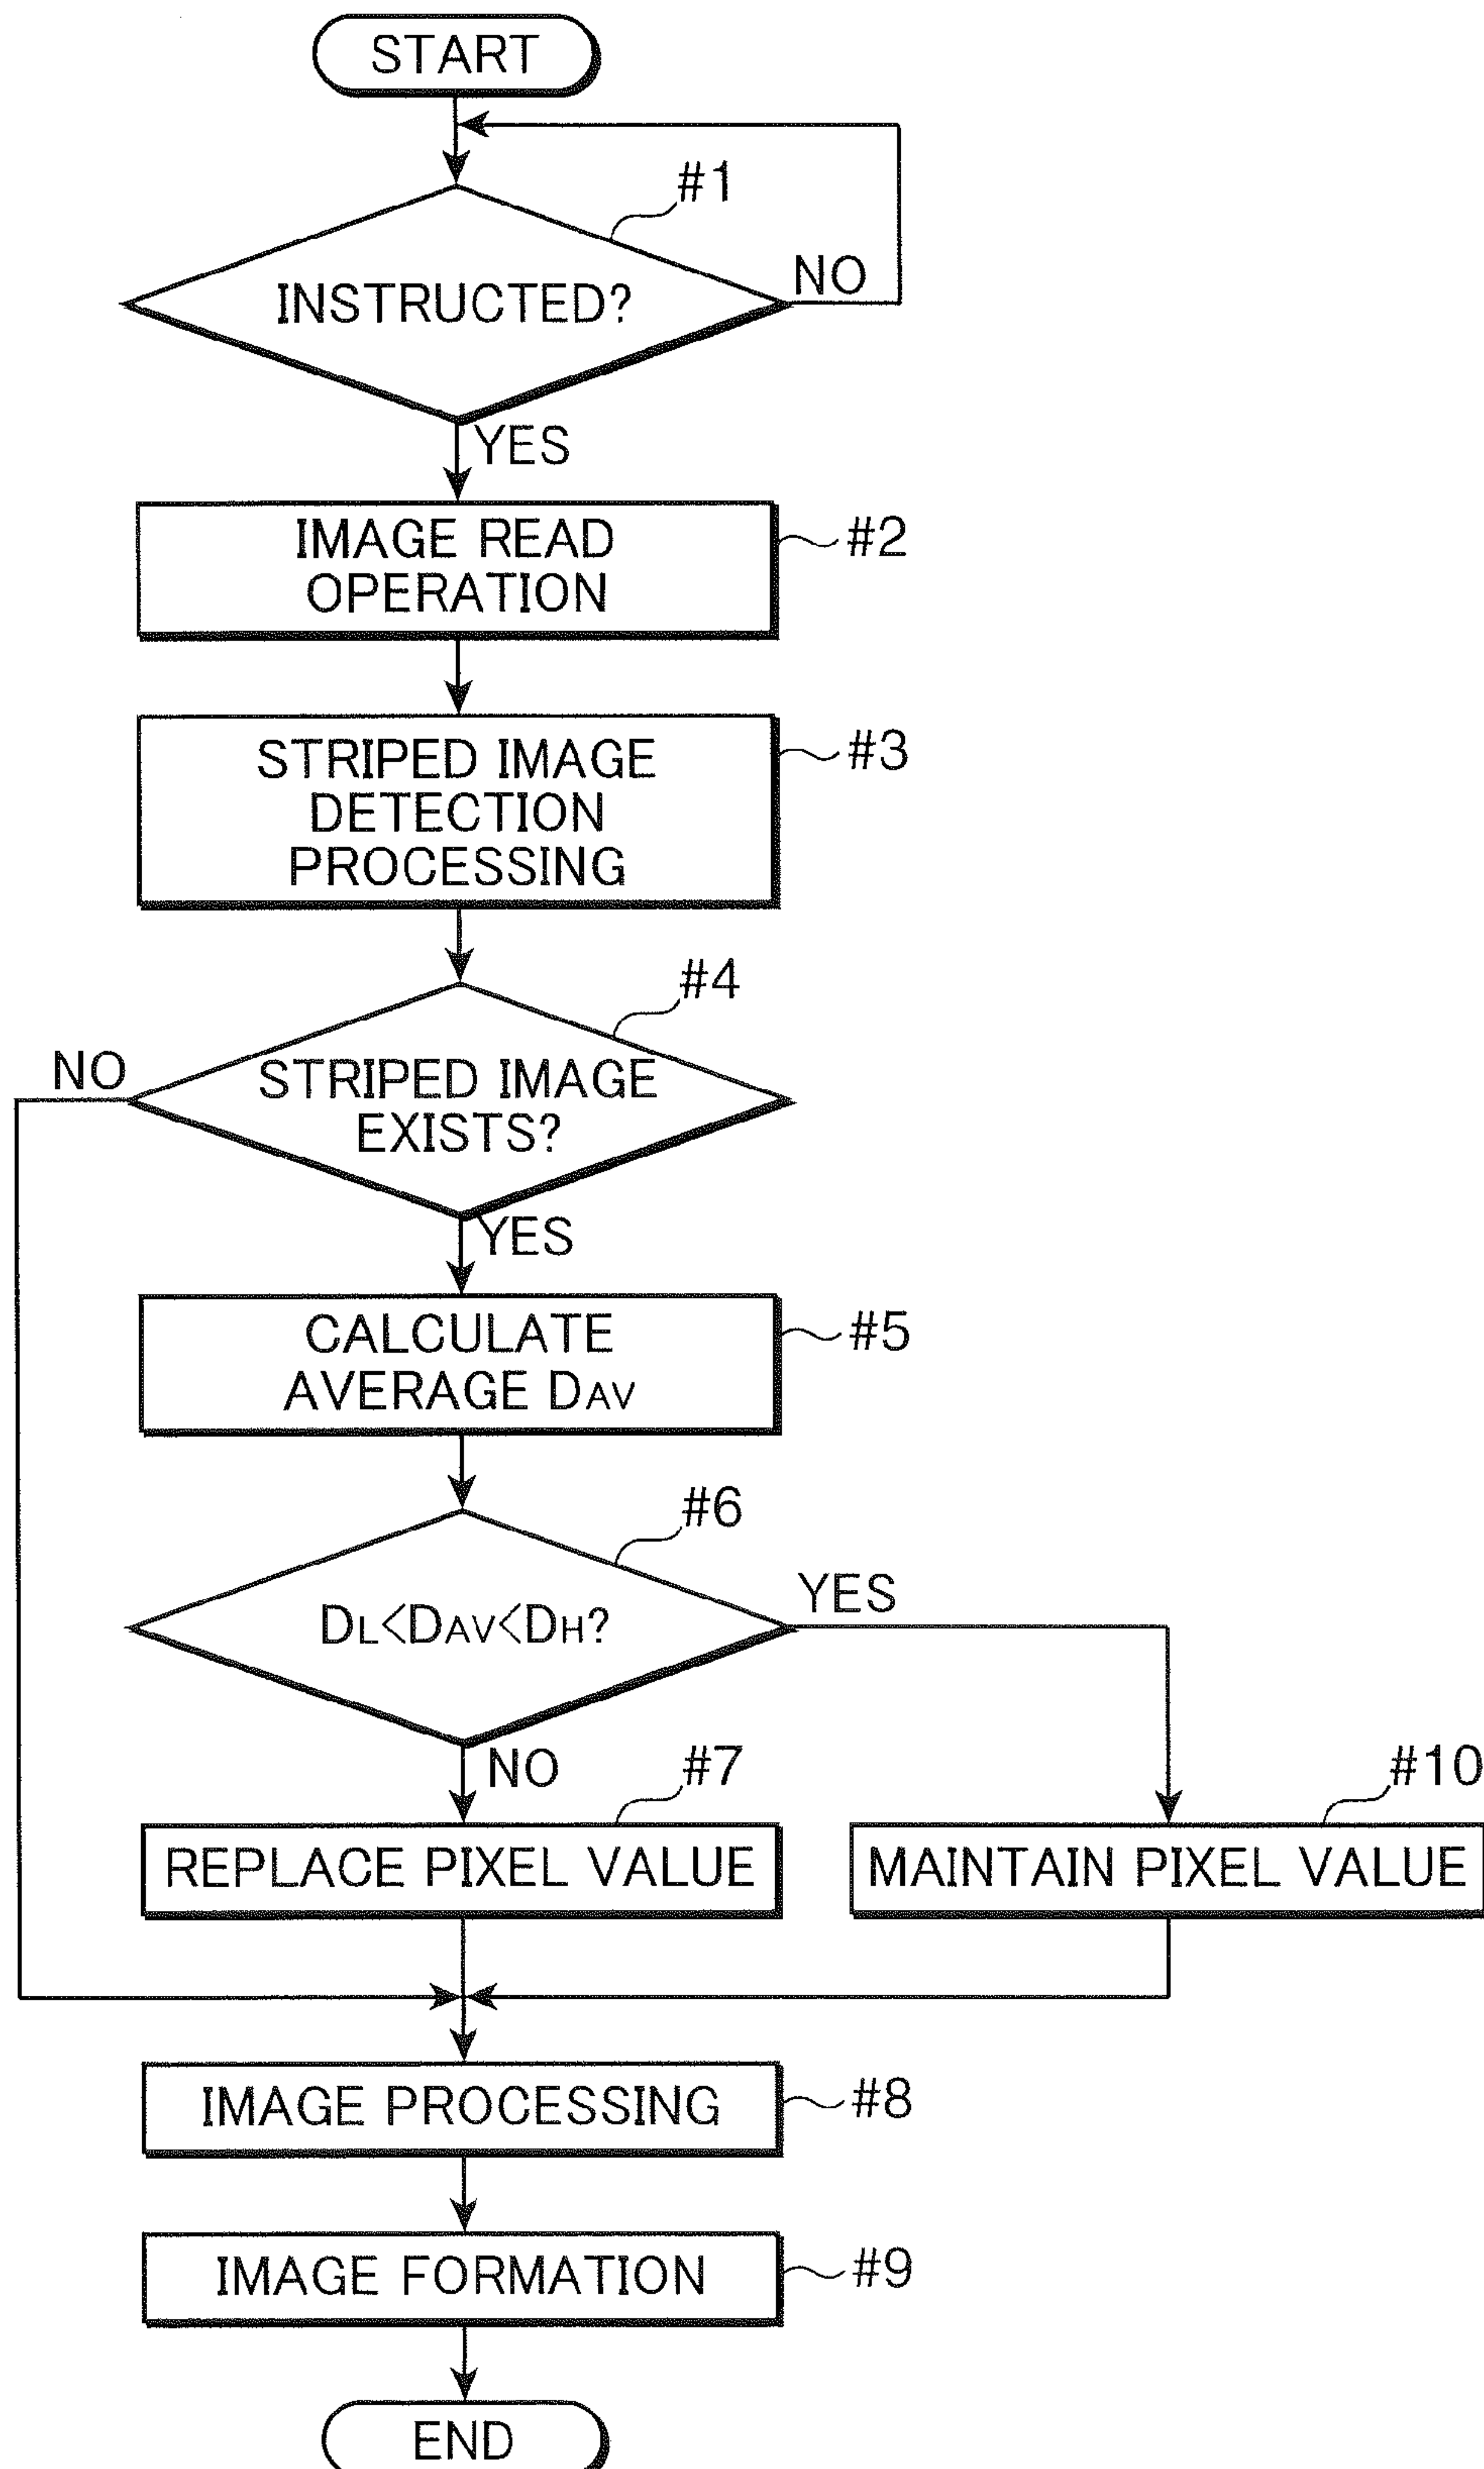 START
#1
INSTRUCTED?
NO
YES
IMAGE READ
OPERATION
#2
STRIPED IMAGE
DETECTION
PROCESSING
#3
#4
NO
STRIPED IMAGE
EXISTS?
YES
CALCULATE
AVERAGE DAV
#5
#6
DL<DAV<DH?
YES
NO
#7
#10
REPLACE PIXEL VALUE
MAINTAIN PIXEL VALUE
IMAGE PROCESSING
#8
IMAGE FORMATION
#9
END